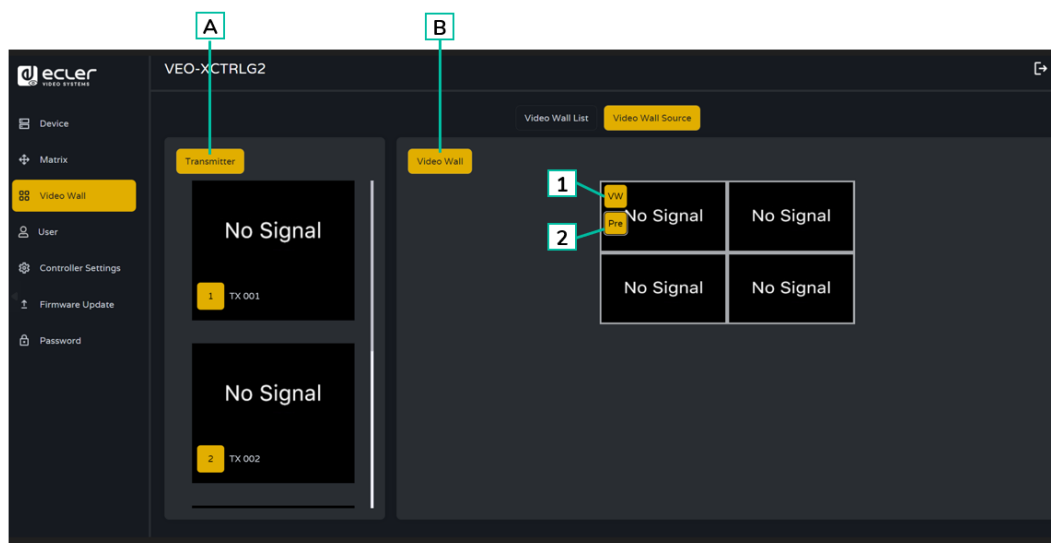 A
B
ecler
VIDEO SYSTEMS
VEO-XCTRLG2
Device
Matrix
Video Wall
User
Controller Settings
Firmware Update
Password
Video Wall List
Video Wall Source
Transmitter
No Signal
1 TX 001
No Signal
2 TX 002
Video Wall
1
2
VW
Pre
No Signal
No Signal
No Signal
No Signal